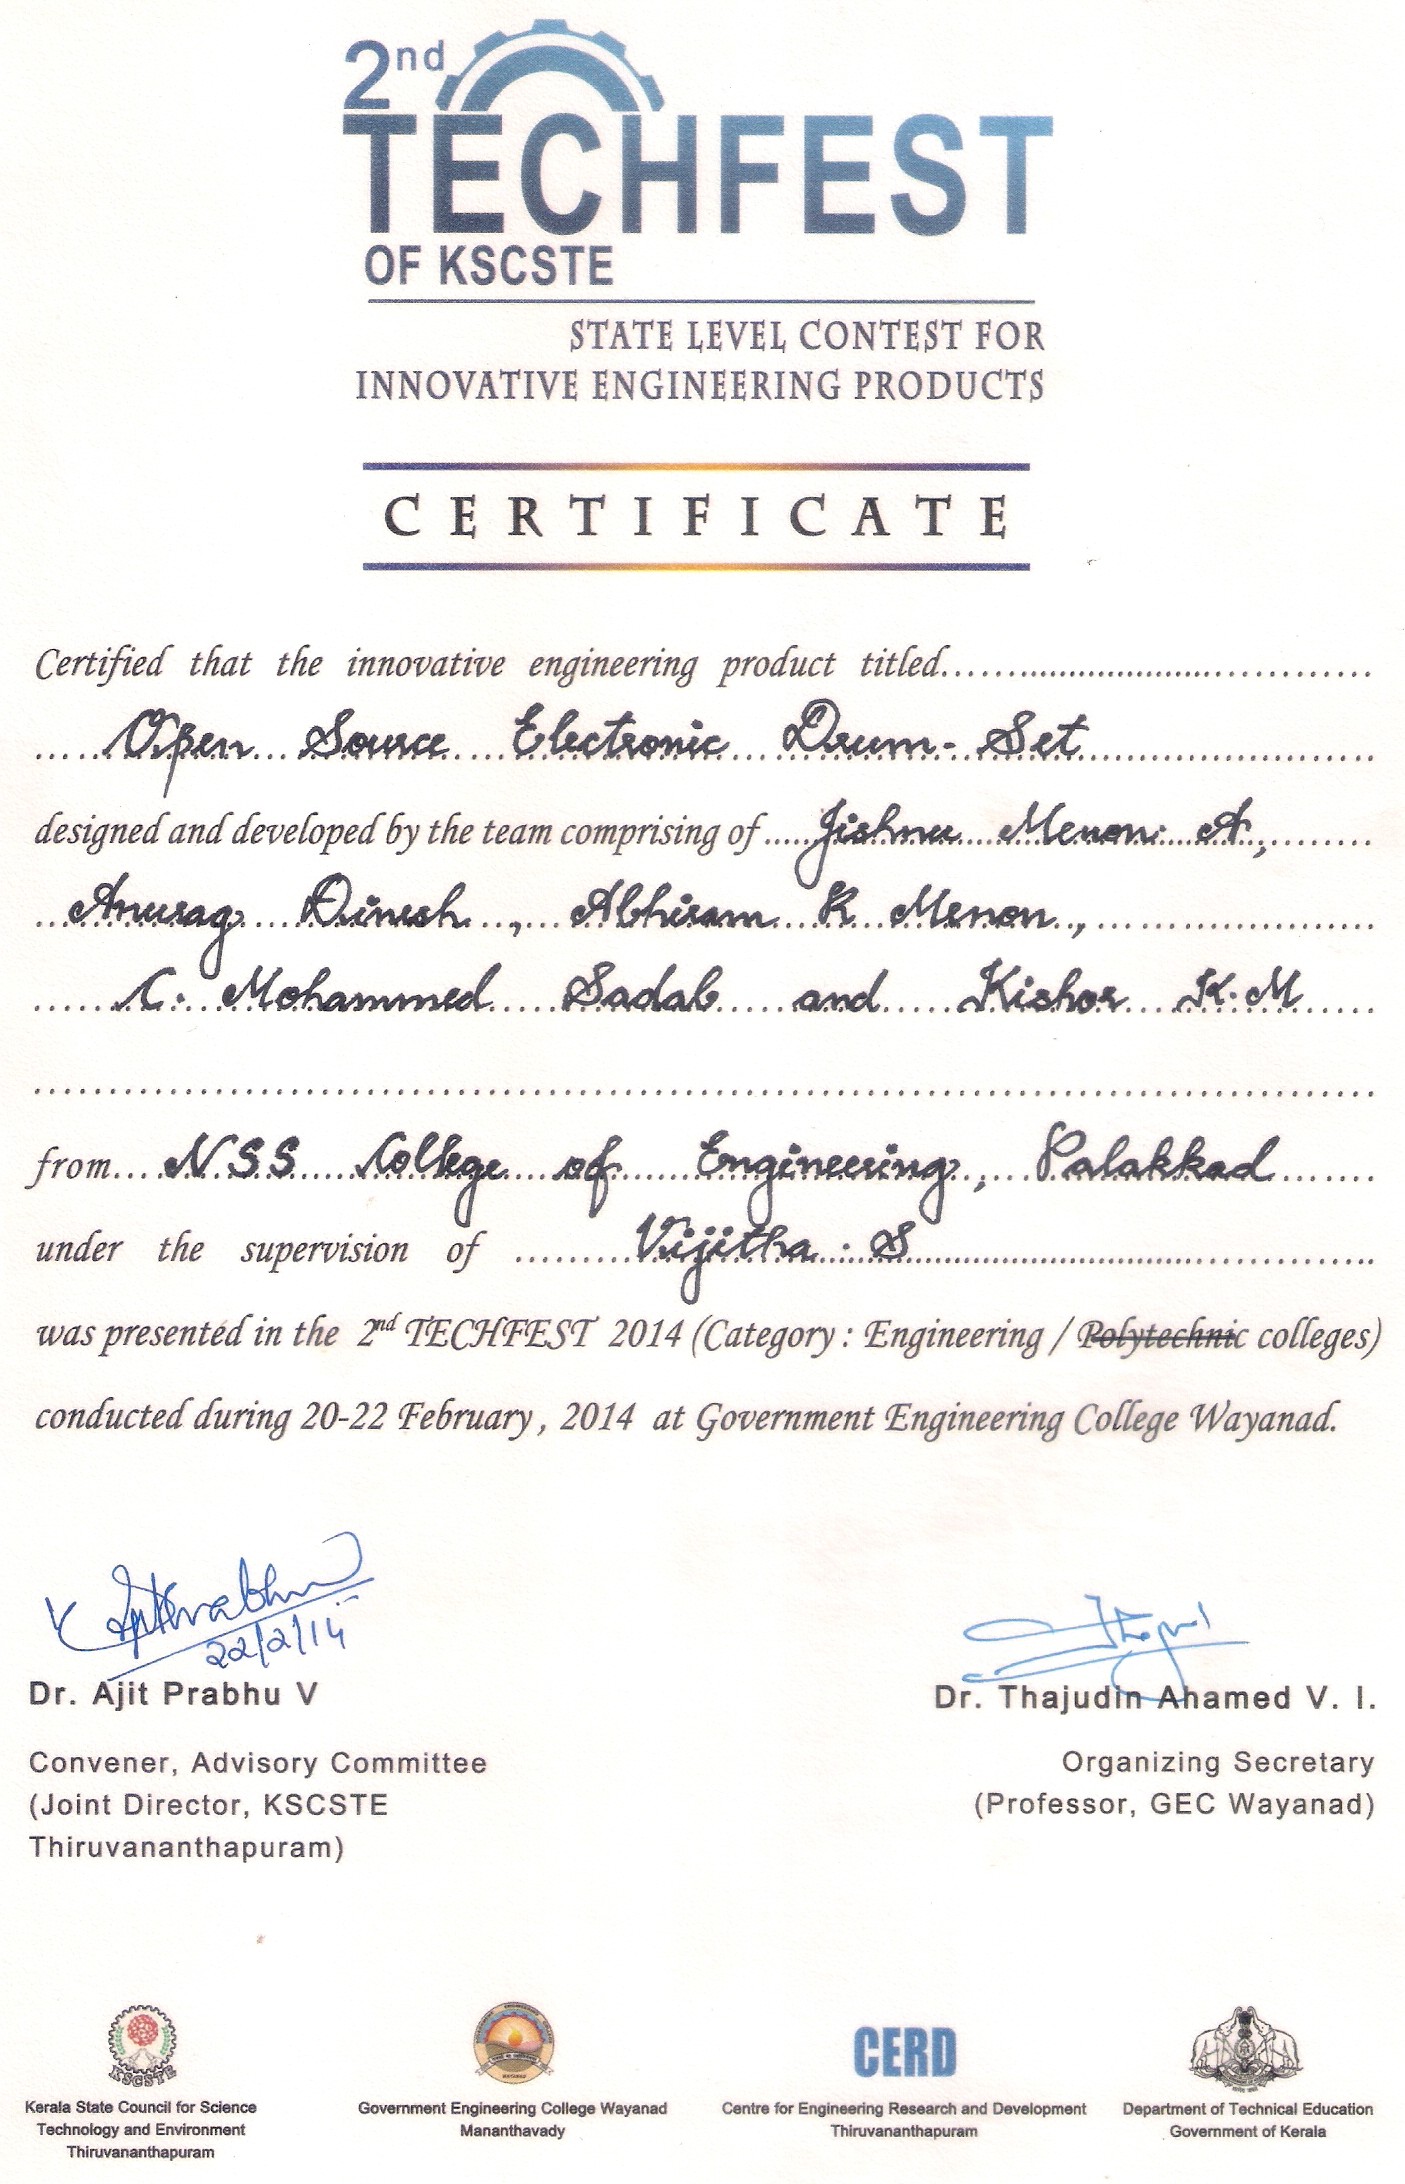 2nd
TECHFEST
OF KSCSTE
STATE LEVEL CONTEST FOR
INNOVATIVE ENGINEERING PRODUCTS
CERTIFICATE
Certified that the innovative engineering product titled..............................
Open Source Electronic Drum-Set
designed and developed by the team comprising of Jishnu Menon. A,
Anurag Dinesh, Abhiram R Menon,
C. Mohammed Sadab and Kishor K.M
from NSS College of Engineering, Palakkad
under the supervision of Vijitha. S
was presented in the 2nd TECHFEST 2014 (Category : Engineering / Polytechnic colleges)
conducted during 20-22 February, 2014 at Government Engineering College Wayanad.
22/2/14
Dr. Ajit Prabhu V
Convener, Advisory Committee
(Joint Director, KSCSTE
Thiruvananthapuram)
Dr. Thajudin Ahamed V. I.
Organizing Secretary
(Professor, GEC Wayanad)
KSCSTE
Kerala State Council for Science
Technology and Environment
Thiruvananthapuram
Government Engineering College Wayanad
Mananthavady
CERD
Centre for Engineering Research and Development
Thiruvananthapuram
Department of Technical Education
Government of Kerala